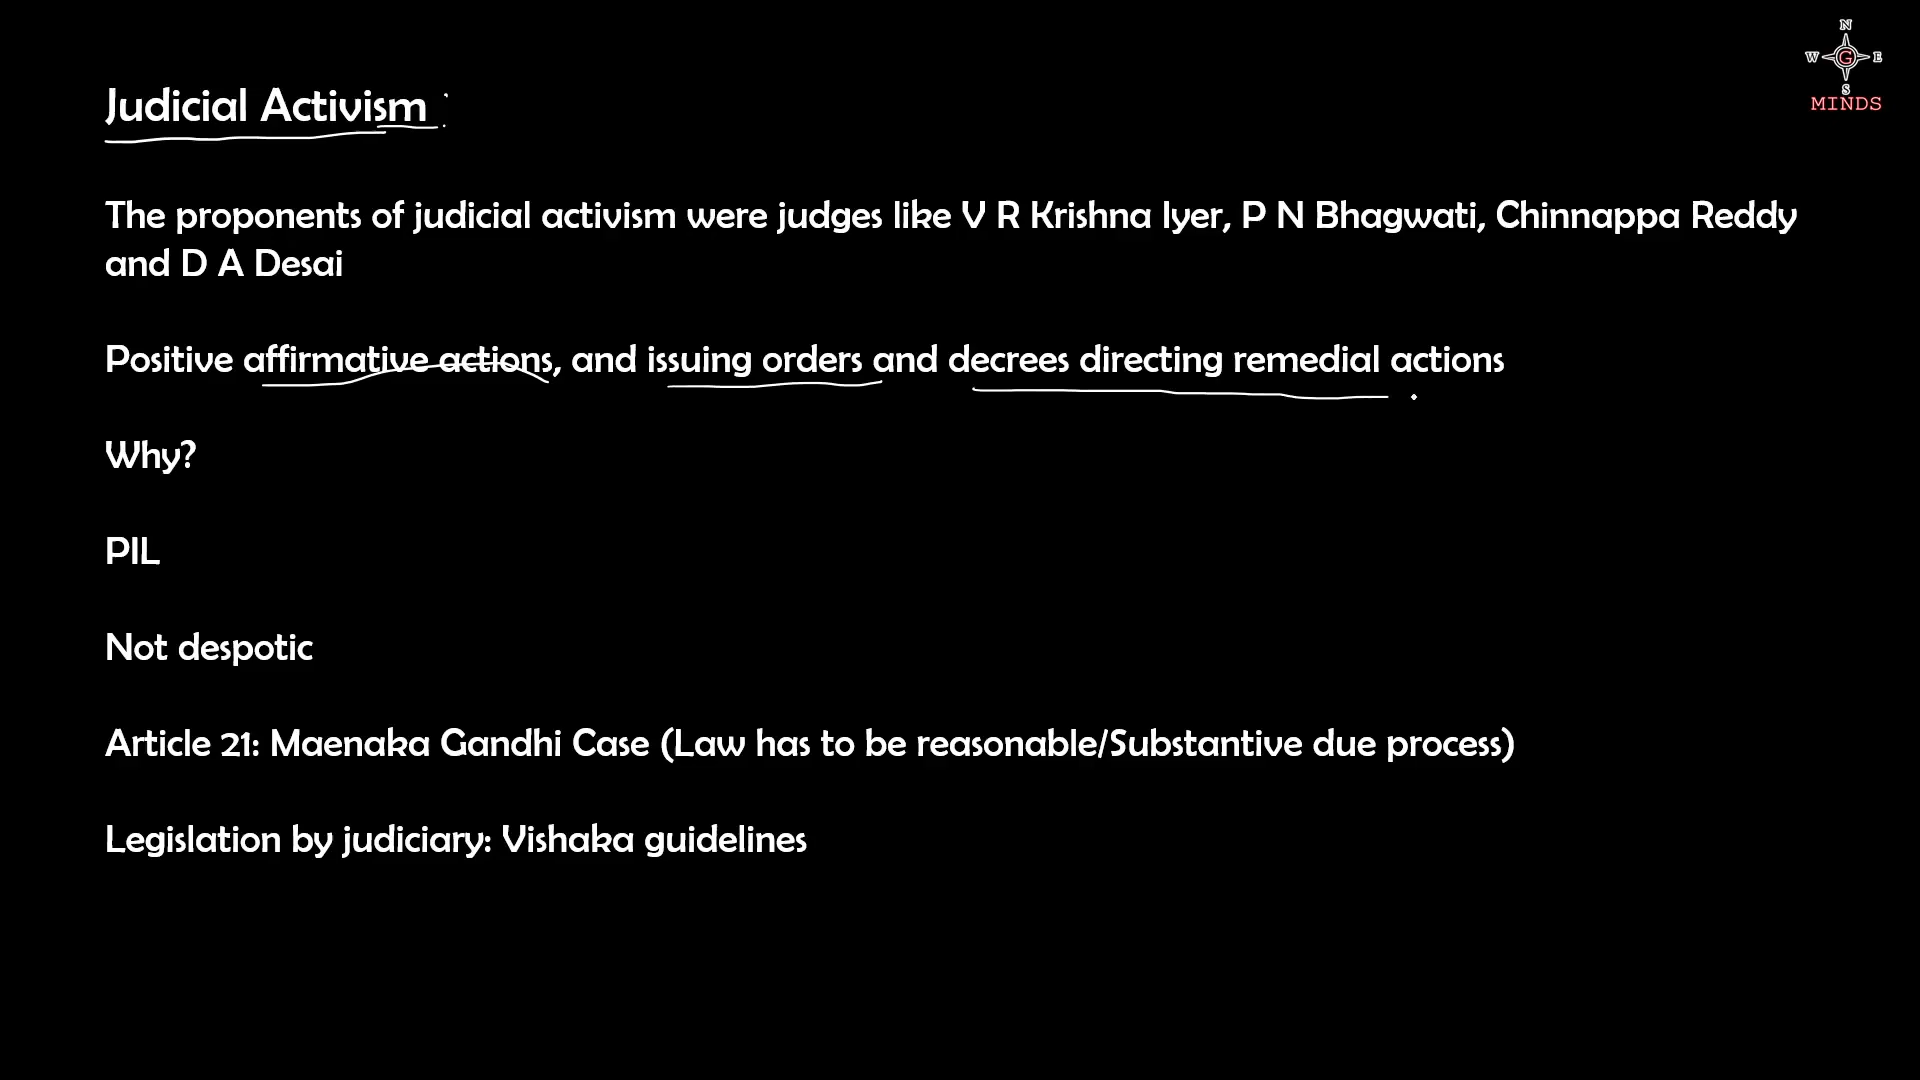 N
W G E
S
MINDS
Judicial Activism
The proponents of judicial activism were judges like V R Krishna Iyer, P N Bhagwati, Chinnappa Reddy
and D A Desai
Positive affirmative actions, and issuing orders and decrees directing remedial actions
Why?
PIL
Not despotic
Article 21: Maenaka Gandhi Case (Law has to be reasonable/Substantive due process)
Legislation by judiciary: Vishaka guidelines